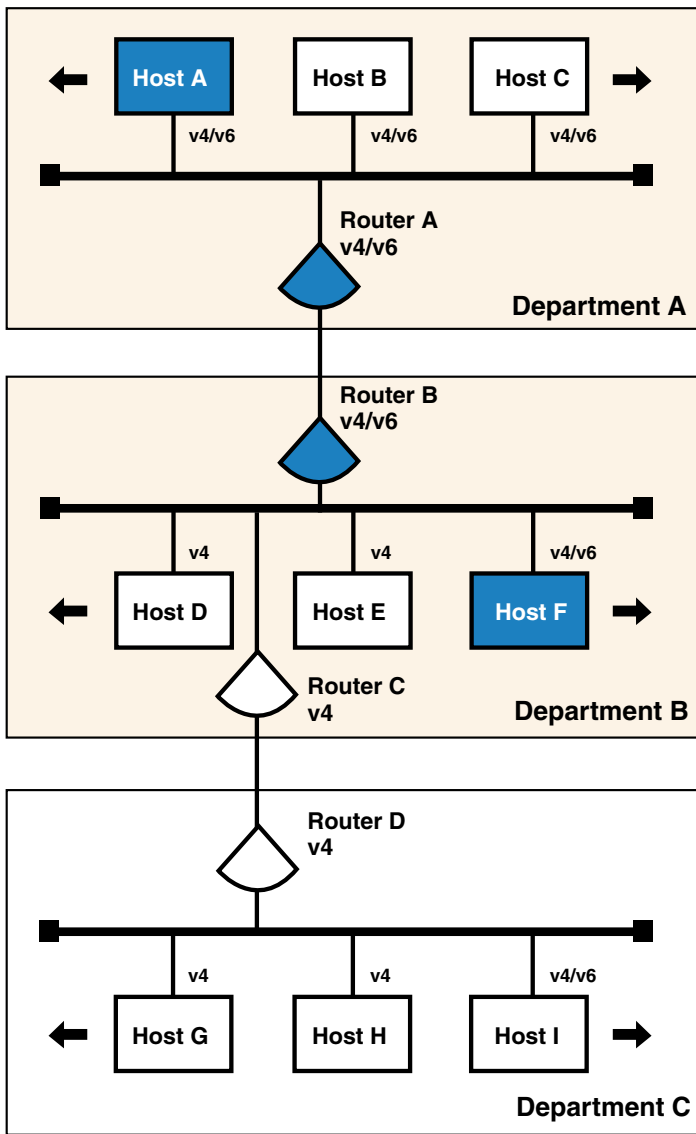 Host A
Host B
Host C
v4/v6
v4/v6
v4/v6
Router A
v4/v6
Department A
Router B
v4/v6
v4
v4
v4/v6
Host D
Host E
Host F
Router C
v4
Department B
Router D
v4
v4
v4
v4/v6
Host G
Host H
Host I
Department C